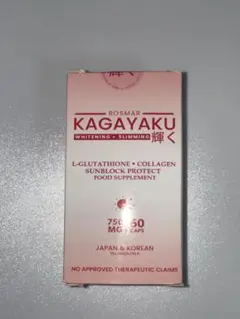 ROSMAR
KAGAYAKU
WHITENING • SLIMMING 輝く
L-GLUTATHIONE • COLLAGEN
SUNBLOCK PROTECT
FOOD SUPPLEMENT
750 60
MG CAPS
JAPAN & KOREAN
TECHNOLOGY
NO APPROVED THERAPEUTIC CLAIMS